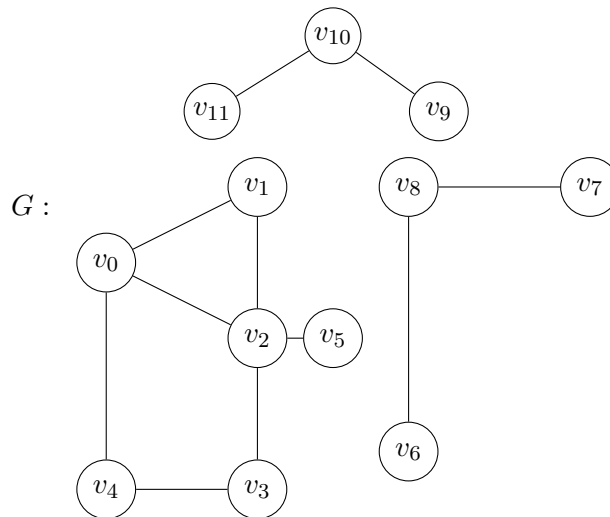 v₁₀
v₁₁ v₉
v₁ v₈ v₇
G :
v₀
v₂ v₅
v₆
v₄ v₃